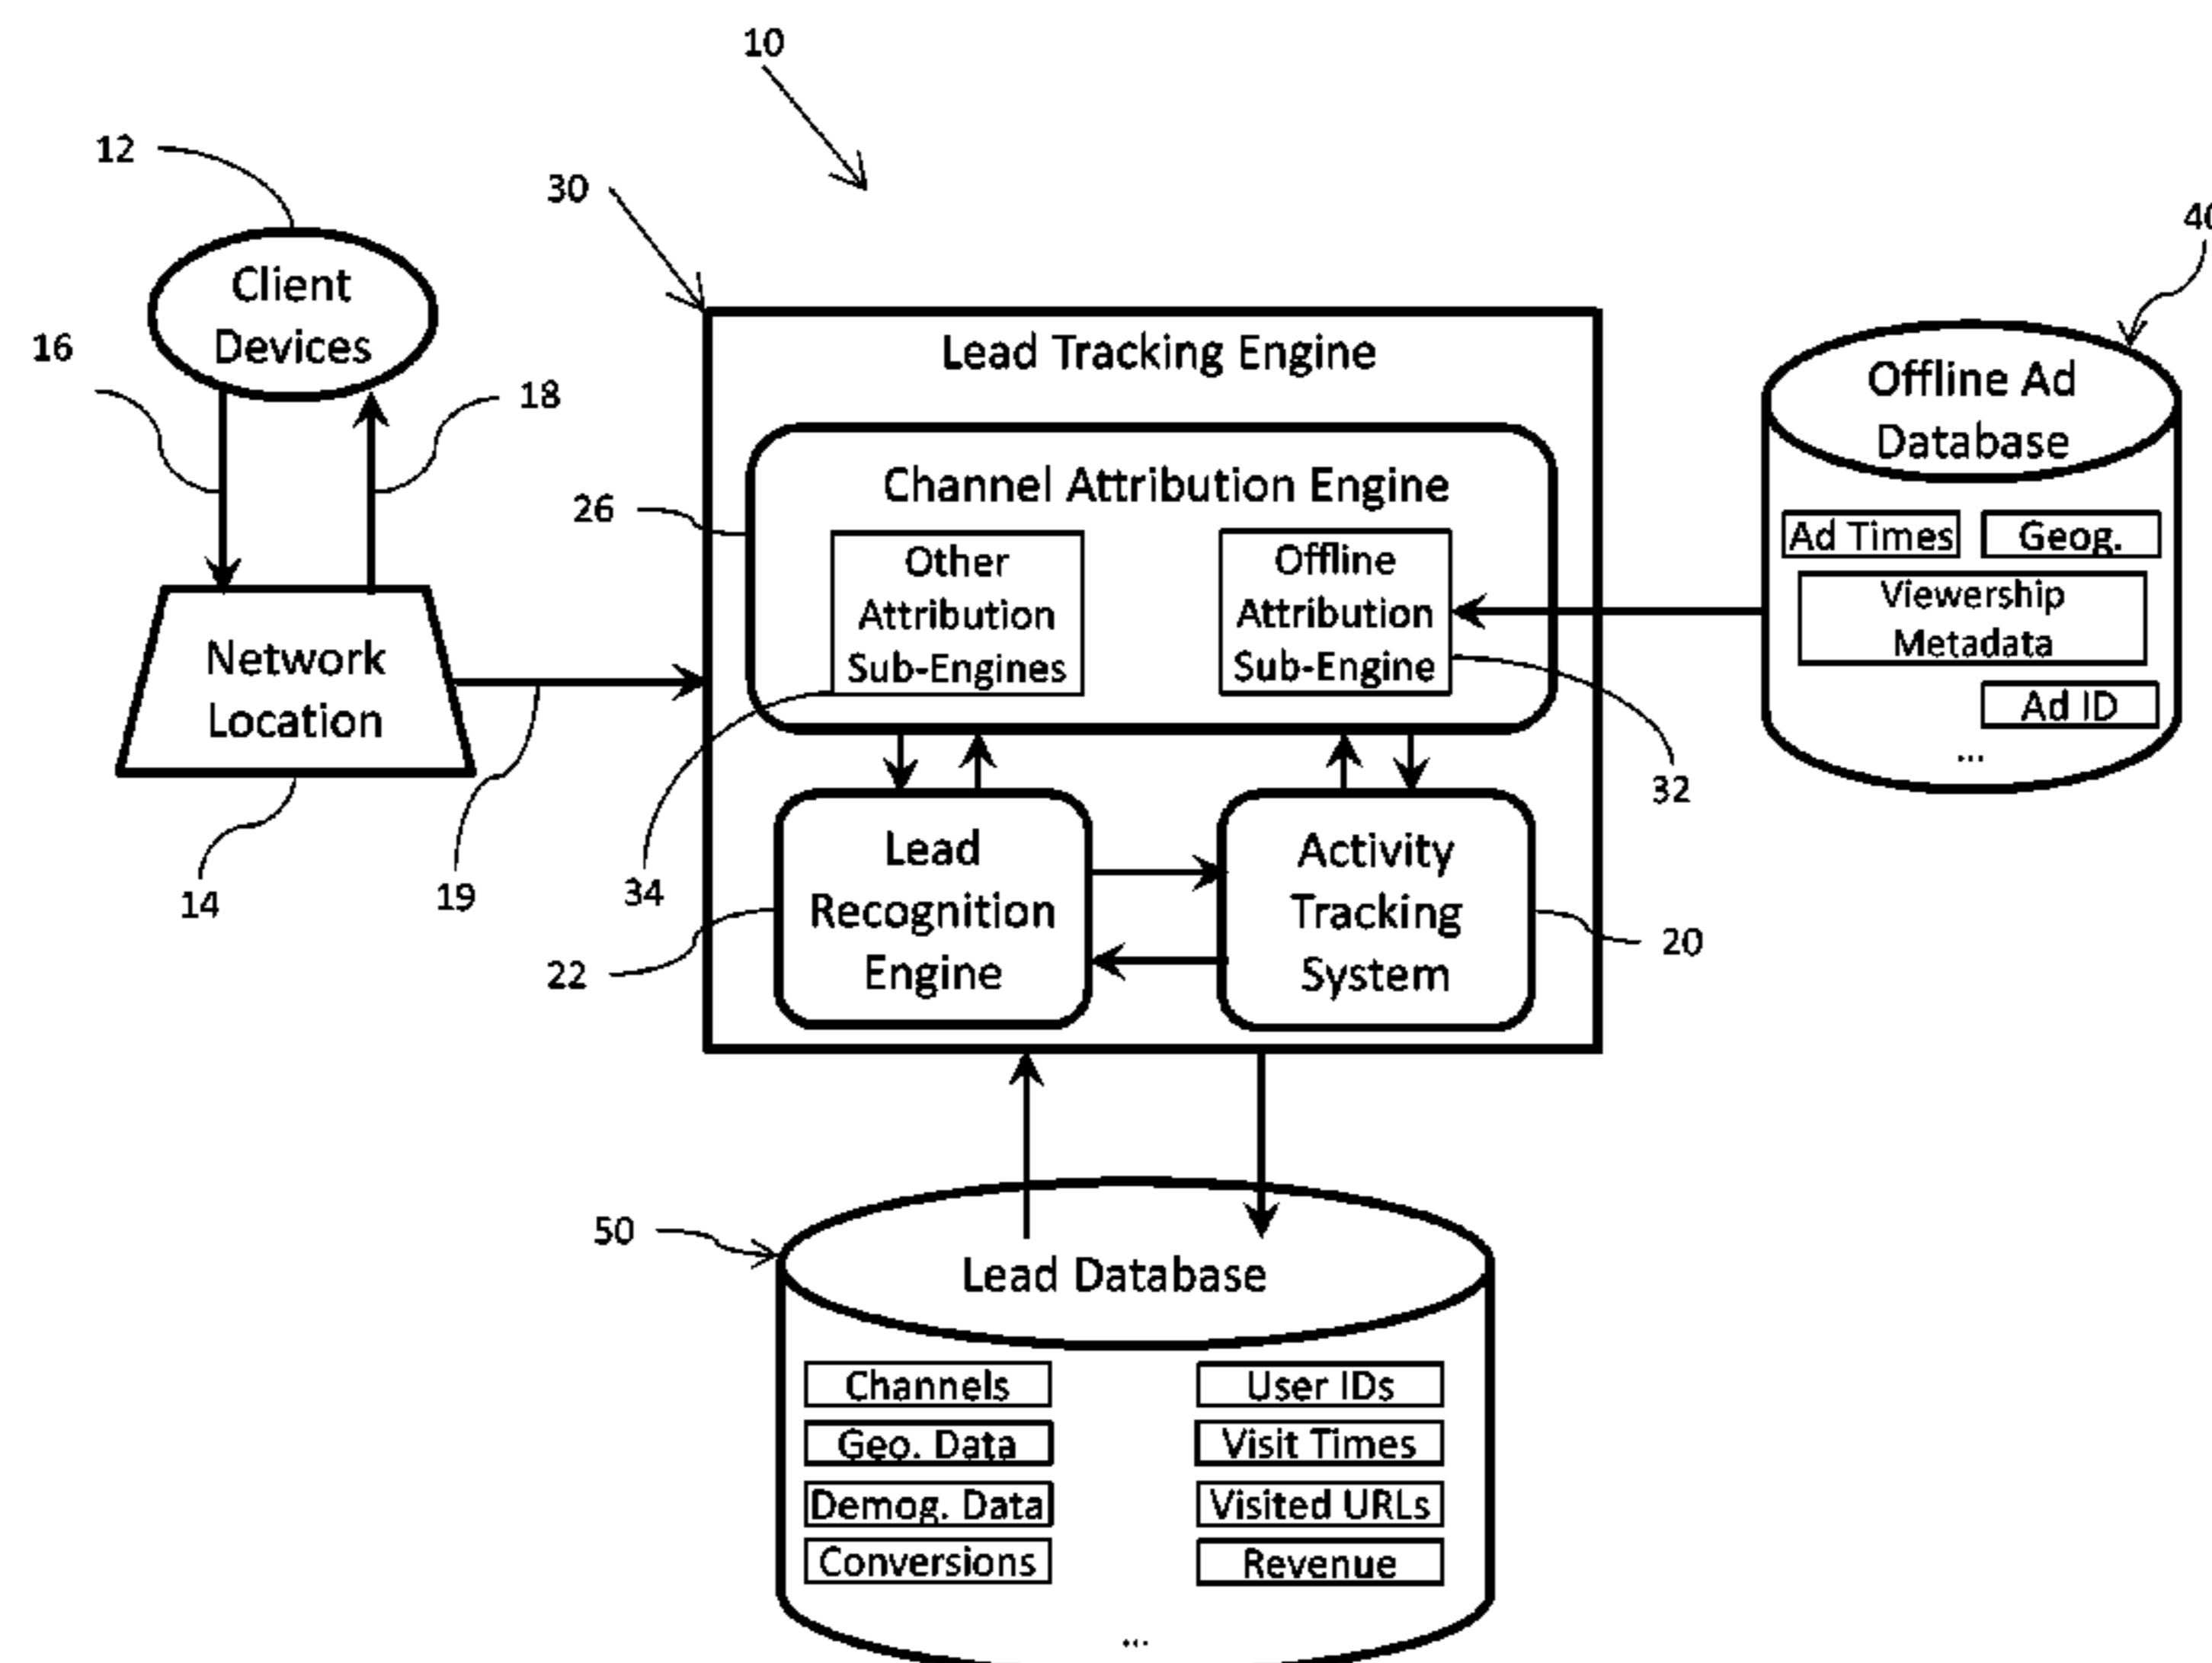 10
12
30
40
Client
Devices
16
18
Lead Tracking Engine
Offline Ad
Database
Channel Attribution Engine
26
Other
Attribution
Sub-Engines
Offline
Attribution
Sub-Engine
Ad Times
Geog.
Viewership
Metadata
Ad ID
...
Network
Location
14
19
34
32
Lead
Recognition
Engine
22
Activity
Tracking
System
20
50
Lead Database
Channels
User IDs
Geo. Data
Visit Times
Demog. Data
Visited URLs
Conversions
Revenue
...